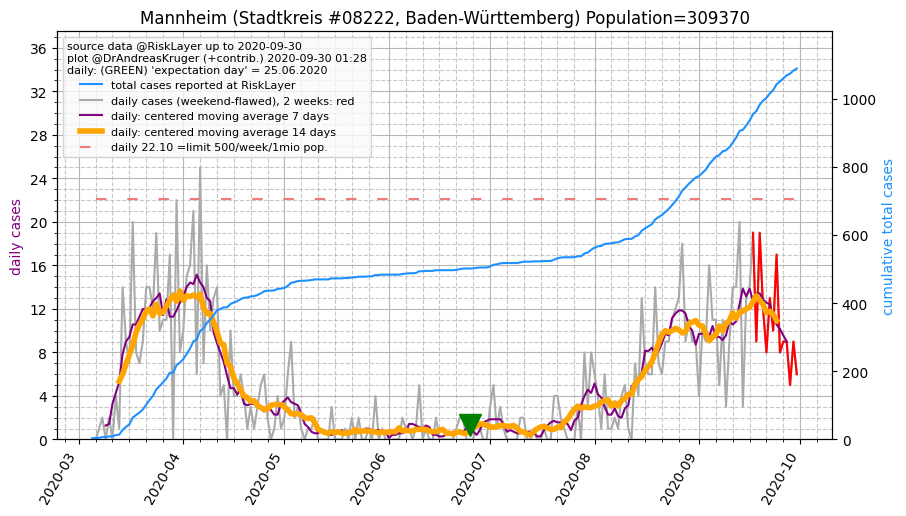 Mannheim (Stadtkreis #08222, Baden-Württemberg) Population=309370
source data @RiskLayer up to 2020-09-30
plot @DrAndreasKruger (+contrib.) 2020-09-30 01:28
daily: (GREEN) 'expectation day' = 25.06.2020
total cases reported at RiskLayer
daily cases (weekend-flawed), 2 weeks: red
daily: centered moving average 7 days
daily: centered moving average 14 days
daily 22.10 =limit 500/week/1mio pop.
daily cases
36
32
28
24
20
16
12
8
4
0
cumulative total cases
1000
800
600
400
200
0
2020-03
2020-04
2020-05
2020-06
2020-07
2020-08
2020-09
2020-10